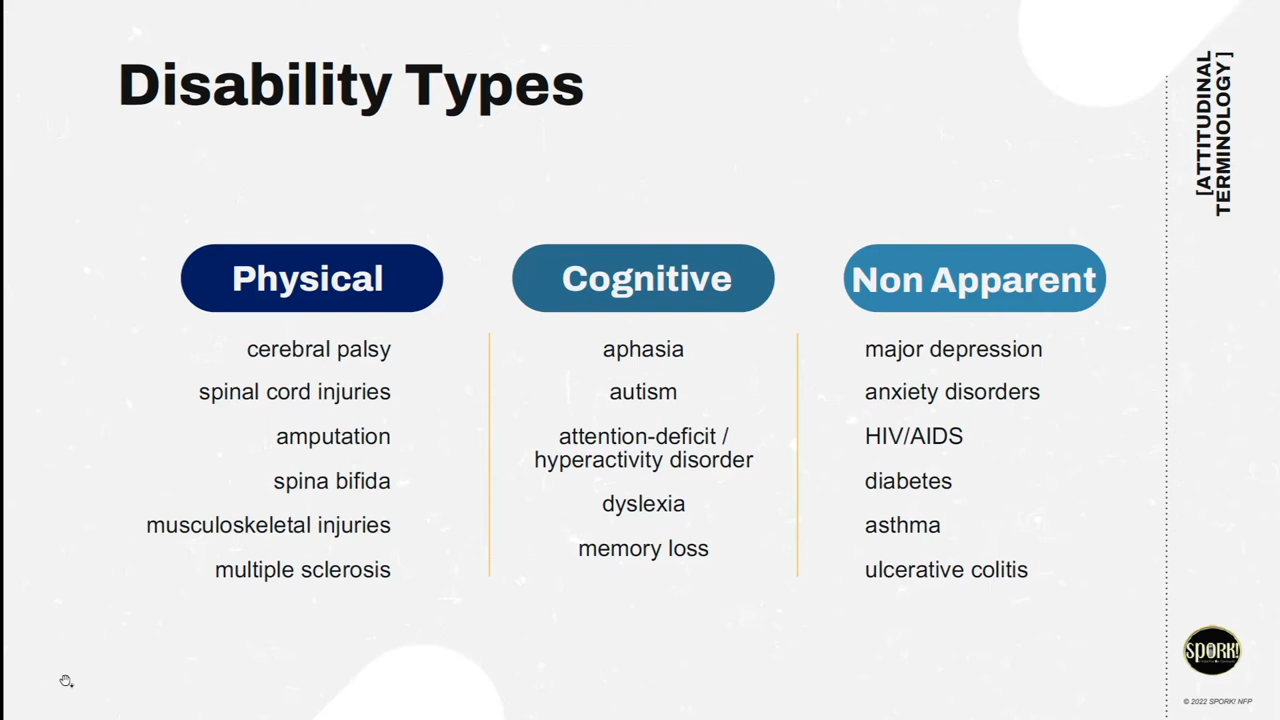 Disability Types
[ATTITUDINAL
TERMINOLOGY]
Physical
cerebral palsy
spinal cord injuries
amputation
spina bifida
musculoskeletal injuries
multiple sclerosis
Cognitive
aphasia
autism
attention-deficit /
hyperactivity disorder
dyslexia
memory loss
Non Apparent
major depression
anxiety disorders
HIV/AIDS
diabetes
asthma
ulcerative colitis
SPORK!
© 2022 SPORK! NFP